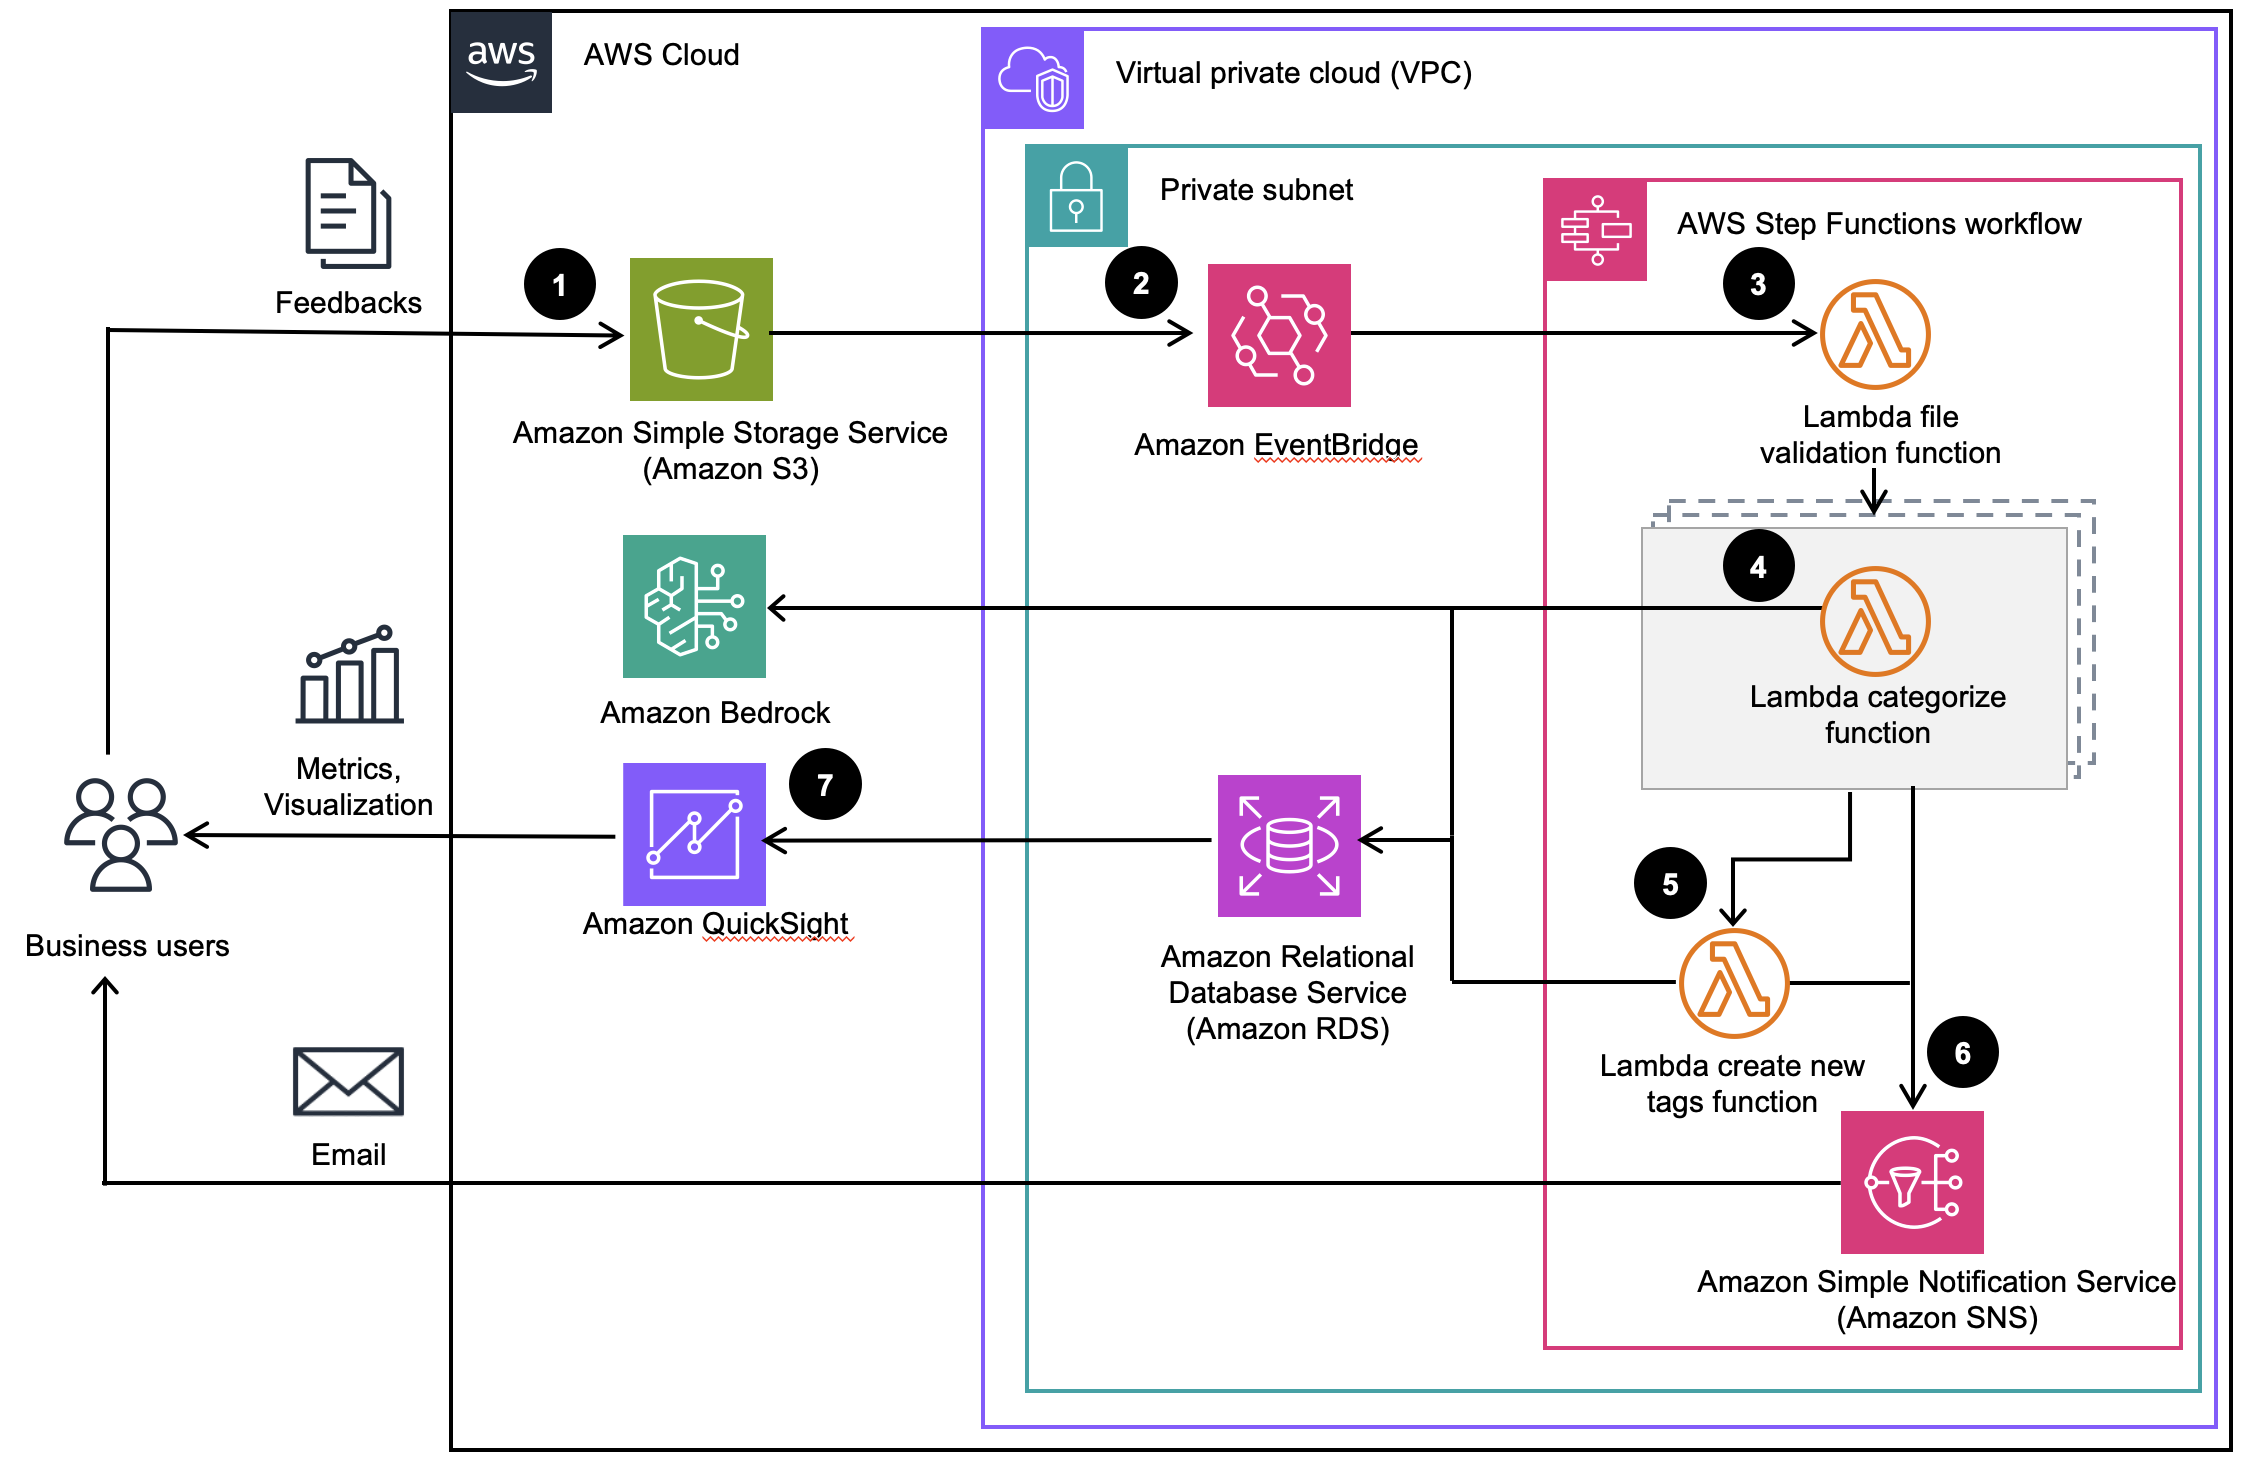 aws
AWS Cloud
Virtual private cloud (VPC)
Private subnet
AWS Step Functions workflow
Feedbacks
1
2
3
Amazon Simple Storage Service
(Amazon S3)
Amazon EventBridge
Lambda file
validation function
4
Amazon Bedrock
Lambda categorize
function
Metrics,
Visualization
7
5
Business users
Amazon QuickSight
Amazon Relational
Database Service
(Amazon RDS)
6
Lambda create new
tags function
Email
Amazon Simple Notification Service
(Amazon SNS)